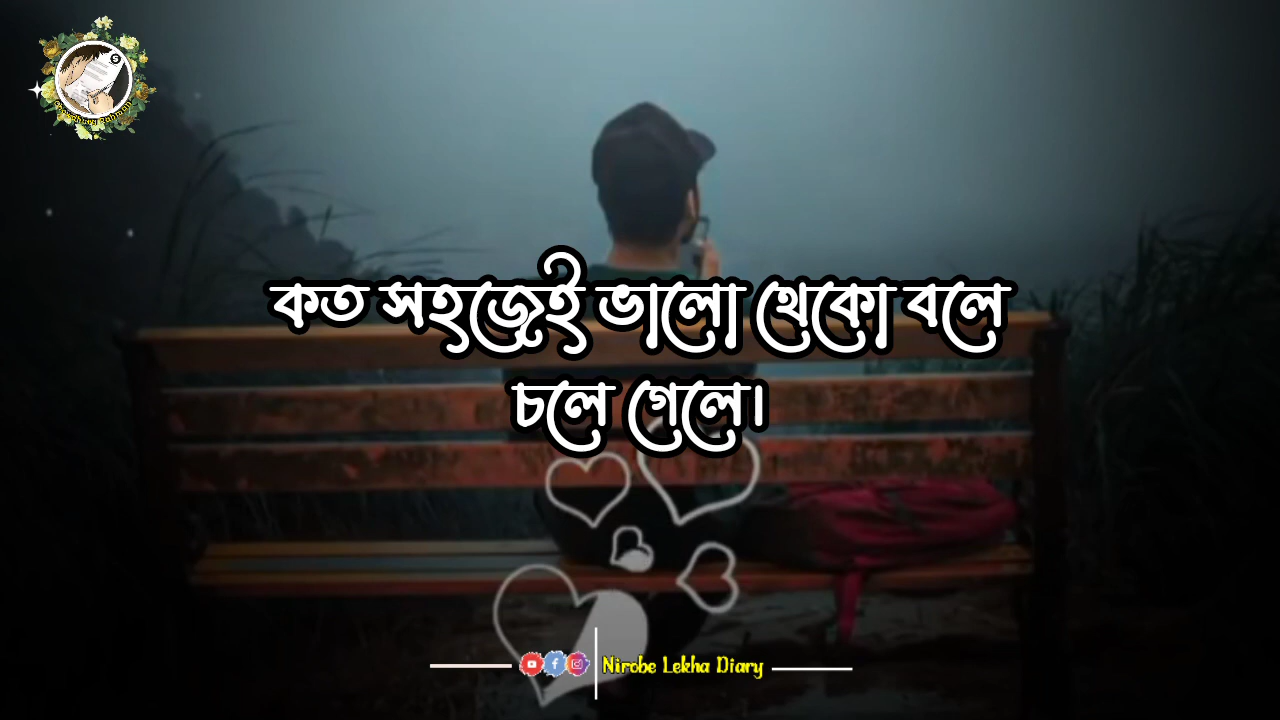 কত সহজেই ভালো থেকো বলে
চলে গেলে।
Nirobe Lekha Diary